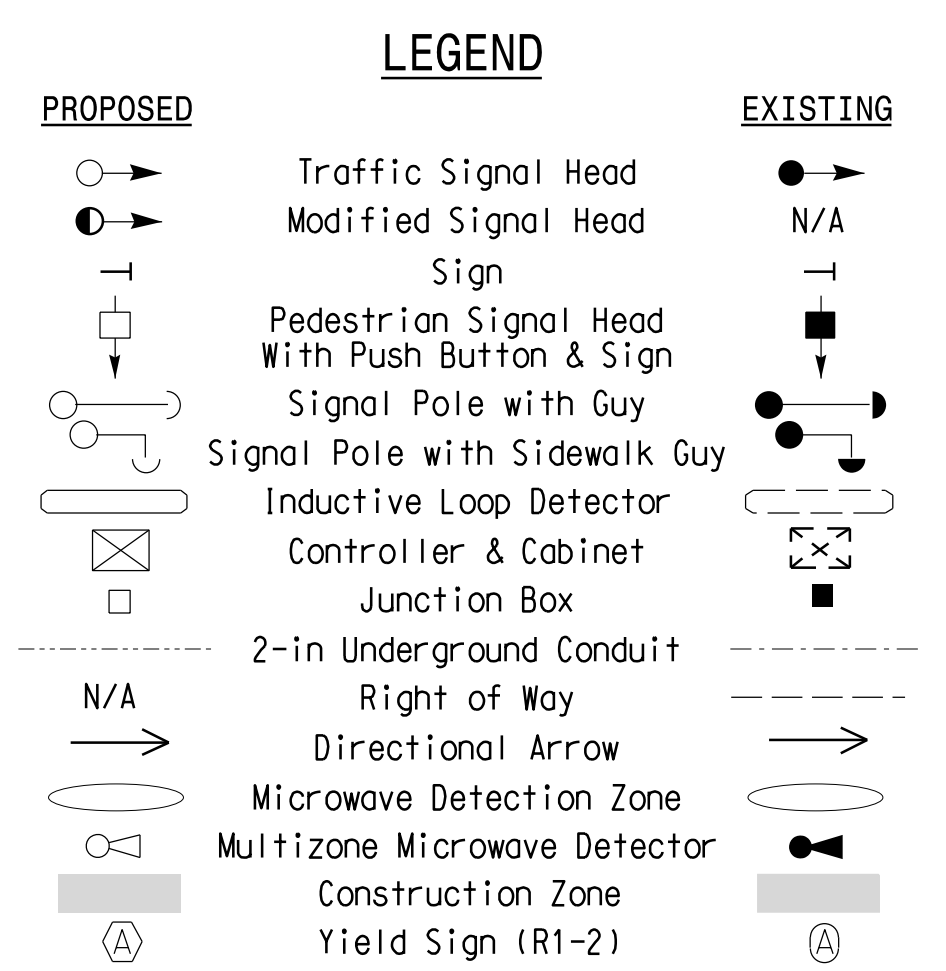 LEGEND
PROPOSED EXISTING
Traffic Signal Head
Modified Signal Head N/A
Sign
Pedestrian Signal Head
With Push Button & Sign
Signal Pole with Guy
Signal Pole with Sidewalk Guy
Inductive Loop Detector
Controller & Cabinet
Junction Box
2-in Underground Conduit
N/A Right of Way
Directional Arrow
Microwave Detection Zone
Multizone Microwave Detector
Construction Zone
A Yield Sign (R1-2) A